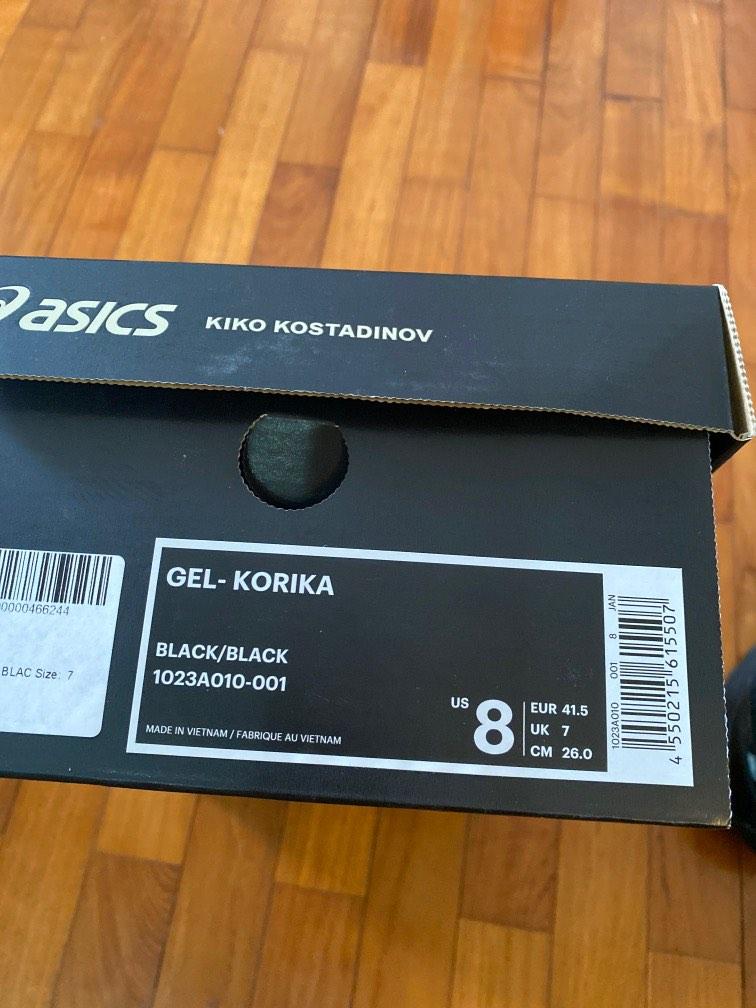 asics KIKO KOSTADINOV
00000466244
BLAC Size: 7
GEL- KORIKA
BLACK/BLACK
1023A010-001
MADE IN VIETNAM / FABRIQUE AU VIETNAM
US 8
EUR 41.5
UK 7
CM 26.0
1023A010 001 8 JAN
4 550215 615507